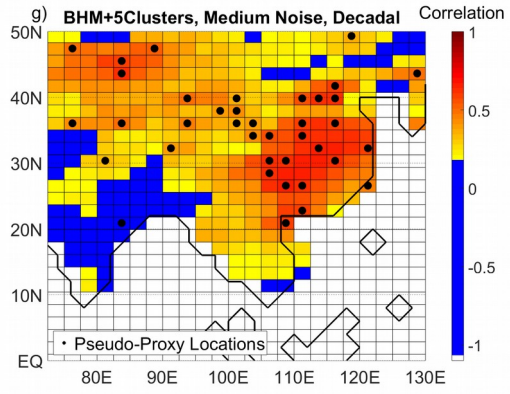 g) BHM+5Clusters, Medium Noise, Decadal
Correlation
50N
40N
30N
20N
10N
EQ
• Pseudo-Proxy Locations
80E 90E 100E 110E 120E 130E
1
0.5
0
-0.5
-1